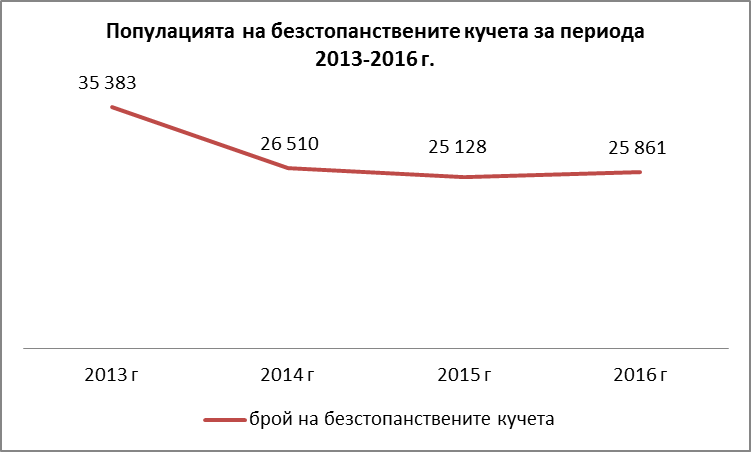 Популацията на безстопанствените кучета за периода
2013-2016 г.
35 383
26 510
25 128
25 861
2013 г
2014 г
2015 г
2016 г
брой на безстопанствените кучета